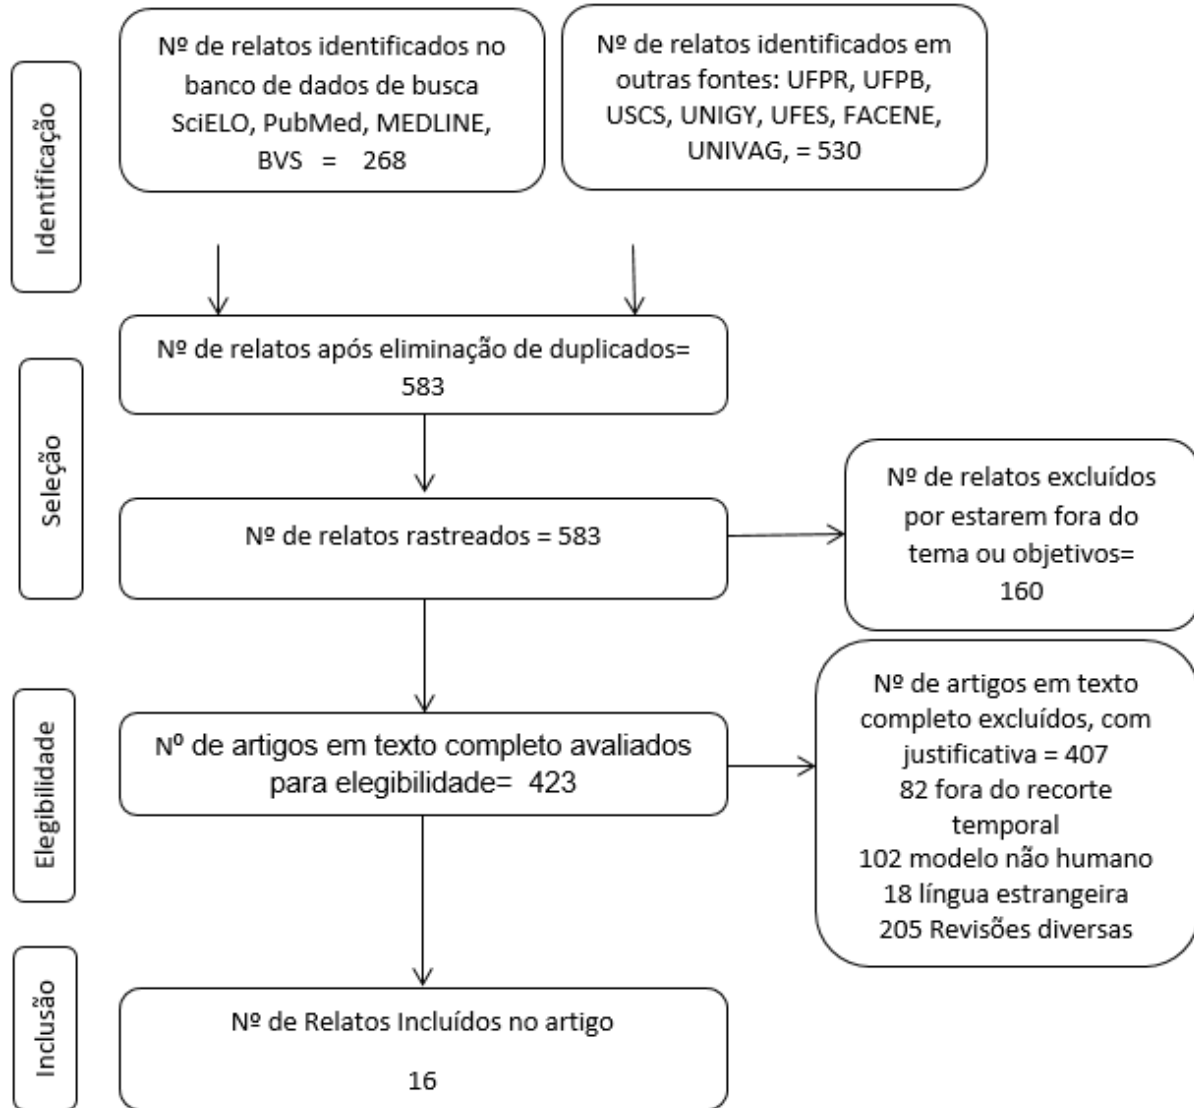 Identificação
Nº de relatos identificados no
banco de dados de busca
SciELO, PubMed, MEDLINE,
BVS = 268
Nº de relatos identificados em
outras fontes: UFPR, UFPB,
USCS, UNIGY, UFES, FACENE,
UNIVAG, = 530
Seleção
Nº de relatos após eliminação de duplicados=
583
Nº de relatos rastreados = 583
Nº de relatos excluídos
por estarem fora do
tema ou objetivos=
160
Elegibilidade
Nº de artigos em texto completo avaliados
para elegibilidade= 423
Nº de artigos em texto
completo excluídos, com
justificativa = 407
82 fora do recorte
temporal
102 modelo não humano
18 língua estrangeira
205 Revisões diversas
Inclusão
Nº de Relatos Incluídos no artigo
16